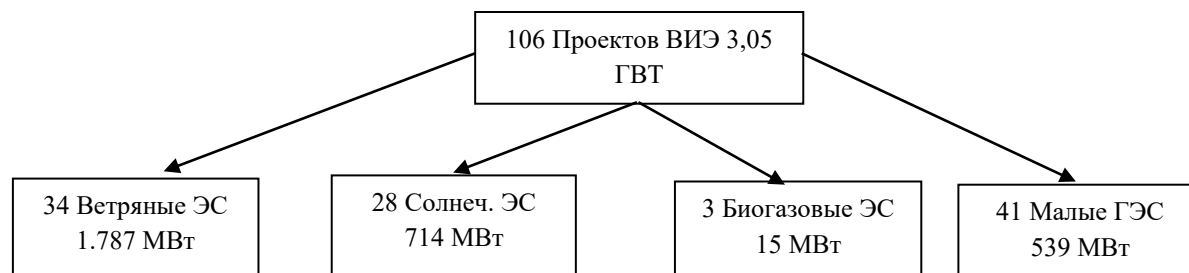 106 Проектов ВИЭ 3,05
ГВТ
34 Ветряные ЭС
1.787 МВт
28 Солнеч. ЭС
714 МВт
3 Биогазовые ЭС
15 МВт
41 Малые ГЭС
539 МВт